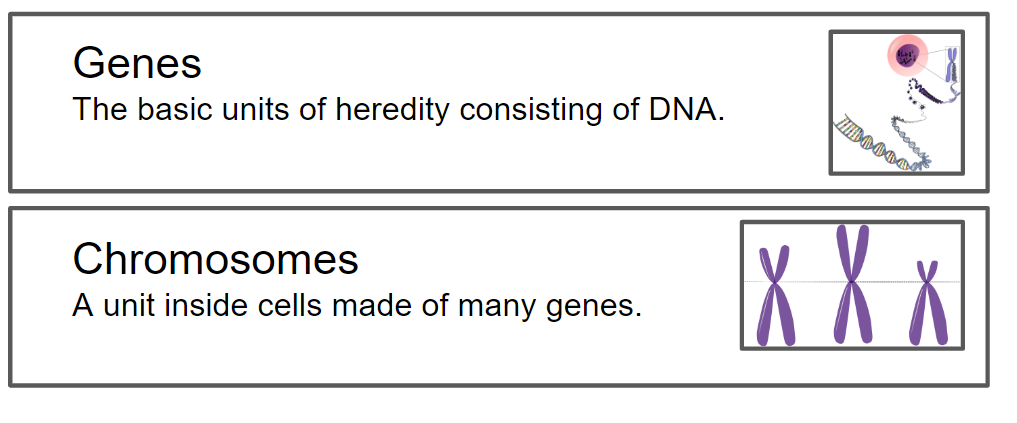 Genes
The basic units of heredity consisting of DNA.
Chromosomes
A unit inside cells made of many genes.